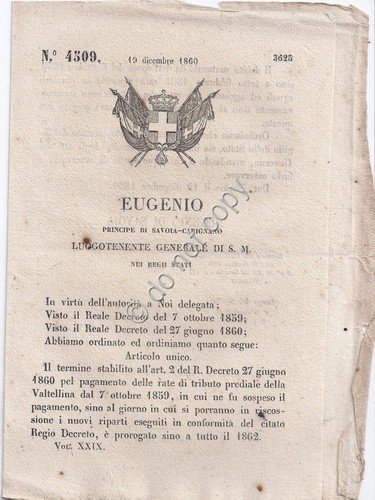 N.° 4509.
19 dicembre 1860
3625
EUGENIO
PRINCIPE DI SAVOIA-CARIGNANO
LUOGOTENENTE GENERALE DI S. M.
NEI REGII STATI
In virtù dell'autorità a Noi delegata;
Visto il Reale Decreto del 7 ottobre 1859;
Visto il Reale Decreto del 27 giugno 1860;
Abbiamo ordinato ed ordiniamo quanto segue:
Articolo unico.
Il termine stabilito all'art. 2 del R. Decreto 27 giugno
1860 pel pagamento delle rate di tributo prediale della
Valtellina dal 7 ottobre 1859, in cui ne fu sospeso il
pagamento, sino al giorno in cui si porranno in riscos-
sione i nuovi riparti eseguiti in conformità del citato
Regio Decreto, è prorogato sino a tutto il 1862.
Vol. XXIX.
© do not copy